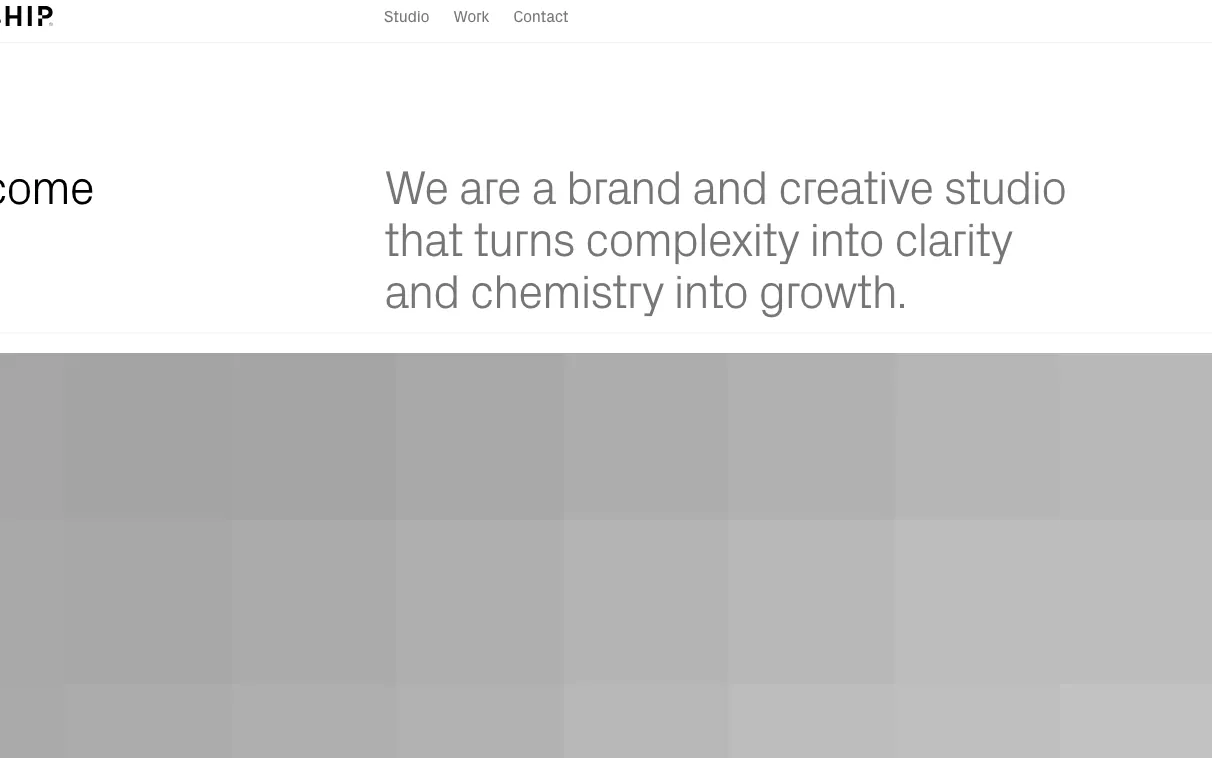 HIP
Studio Work Contact
come
We are a brand and creative studio
that turns complexity into clarity
and chemistry into growth.